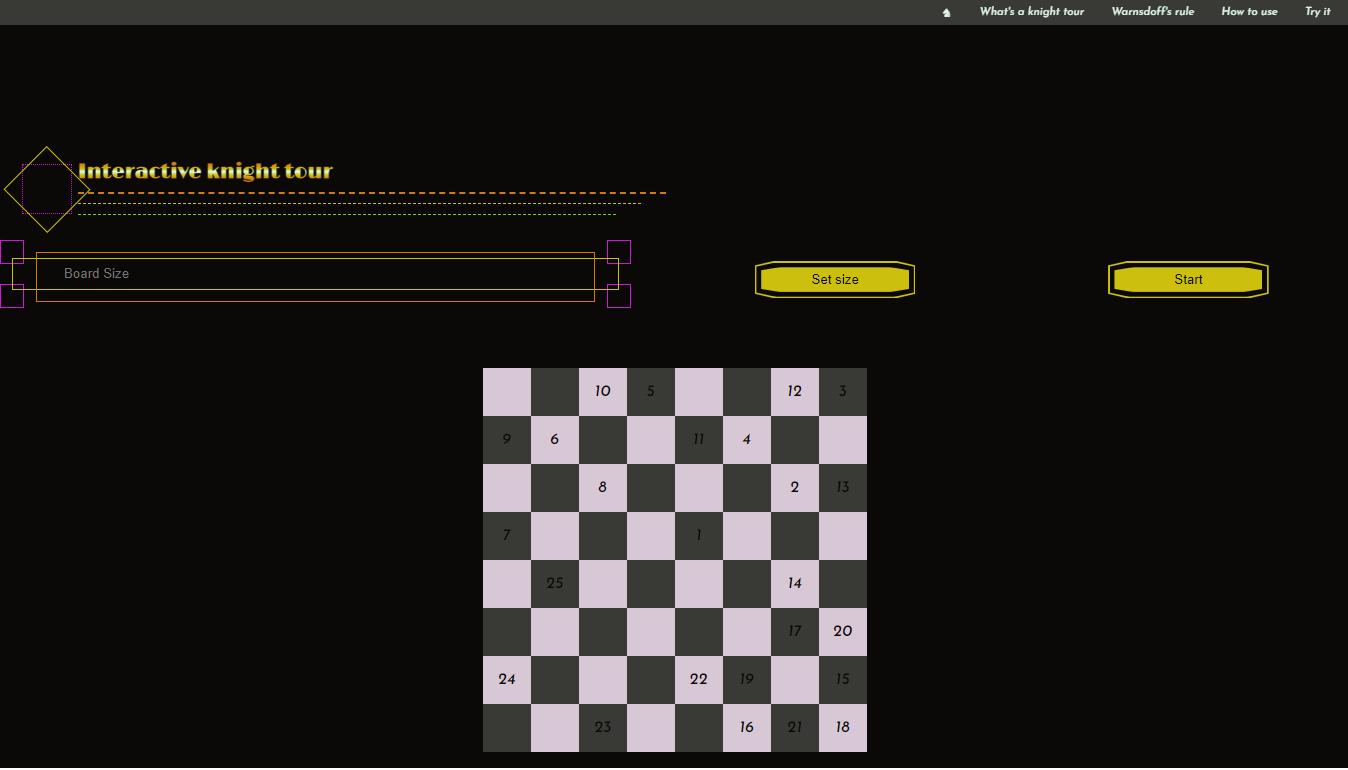 ♞ What's a knight tour Warnsdoff's rule How to use Try it
Interactive knight tour
Board Size Set size Start
10 5 12 3
9 6 11 4
8 2 13
7 1
25 14
17 20
24 22 19 15
23 16 21 18